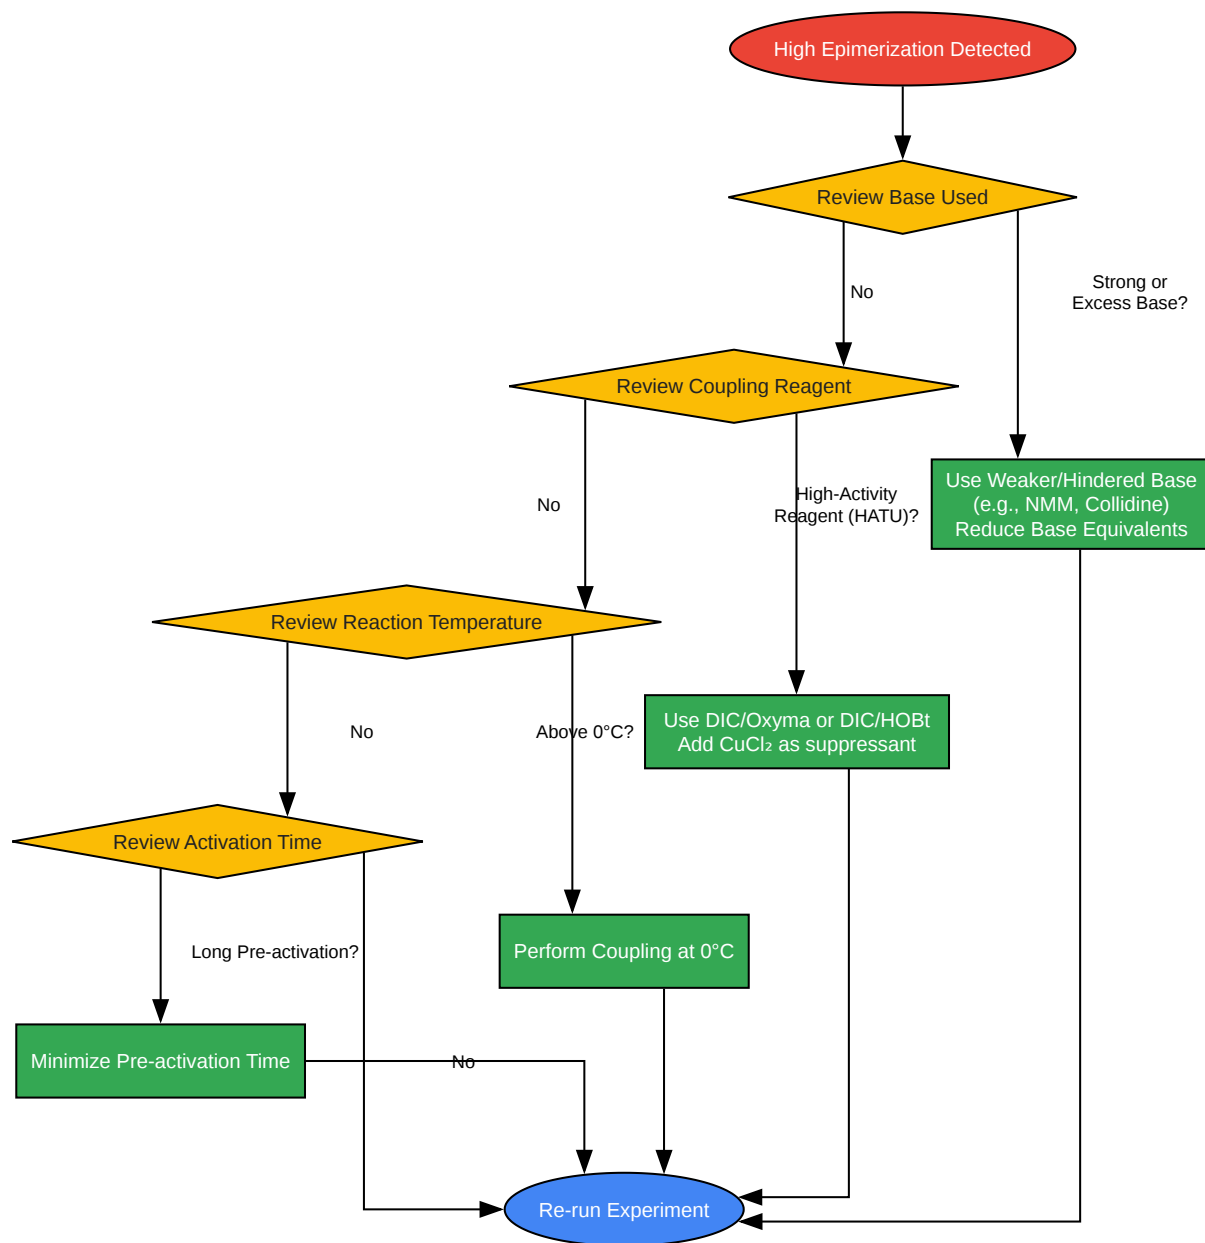 High Epimerization Detected
Review Base Used
No
Strong or
Excess Base?
Review Coupling Reagent
No
High-Activity
Reagent (HATU)?
Use Weaker/Hindered Base
(e.g., NMM, Collidine)
Reduce Base Equivalents
Review Reaction Temperature
No
Above 0°C?
Use DIC/Oxyma or DIC/HOBt
Add CuCl₂ as suppressant
Review Activation Time
Long Pre-activation?
Perform Coupling at 0°C
Minimize Pre-activation Time
No
Re-run Experiment